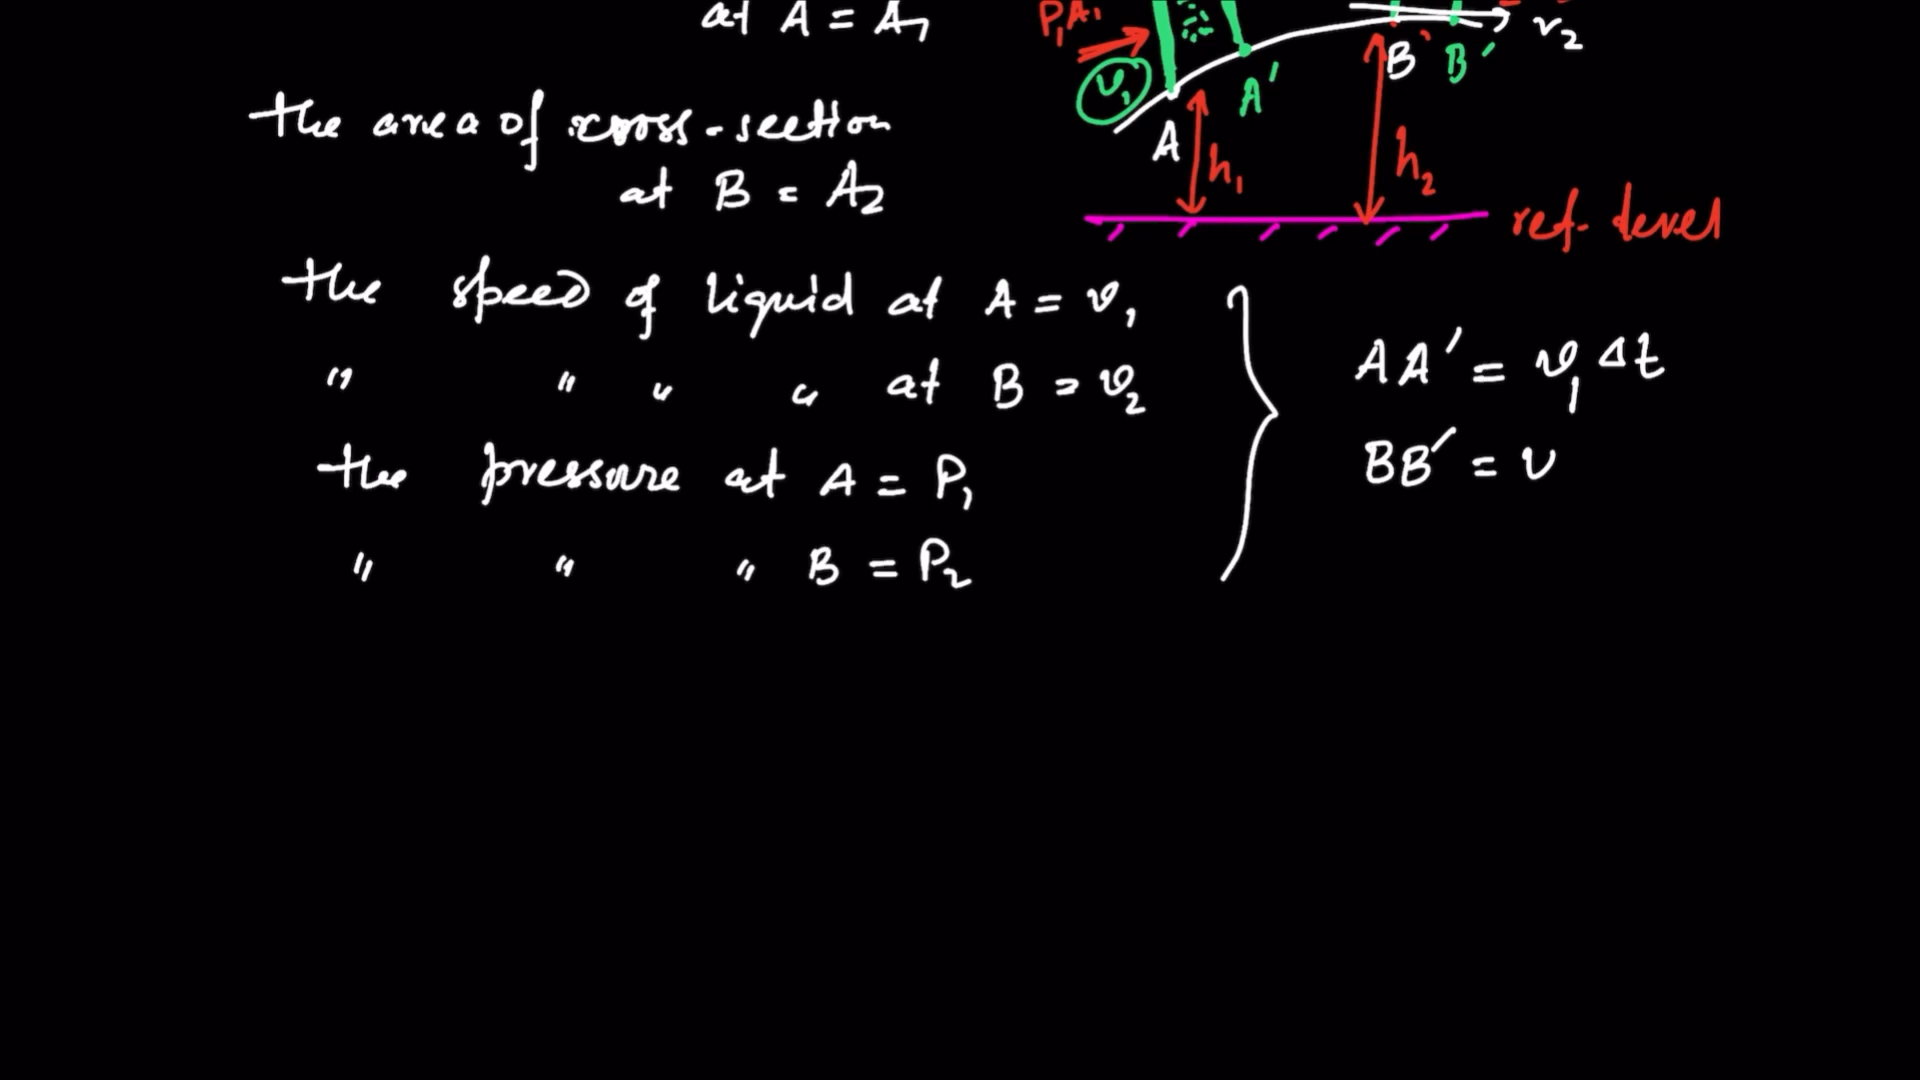 at A = A₁
the area of cross-section
at B = A₂
the speed of liquid at A = v₁
" " " " at B = v₂
the pressure at A = P₁
" " " B = P₂
P₁A₁
v₁
A
A′
B
B′
v₂
h₁
h₂
ref. level
AA′ = v₁ Δt
BB′ = v